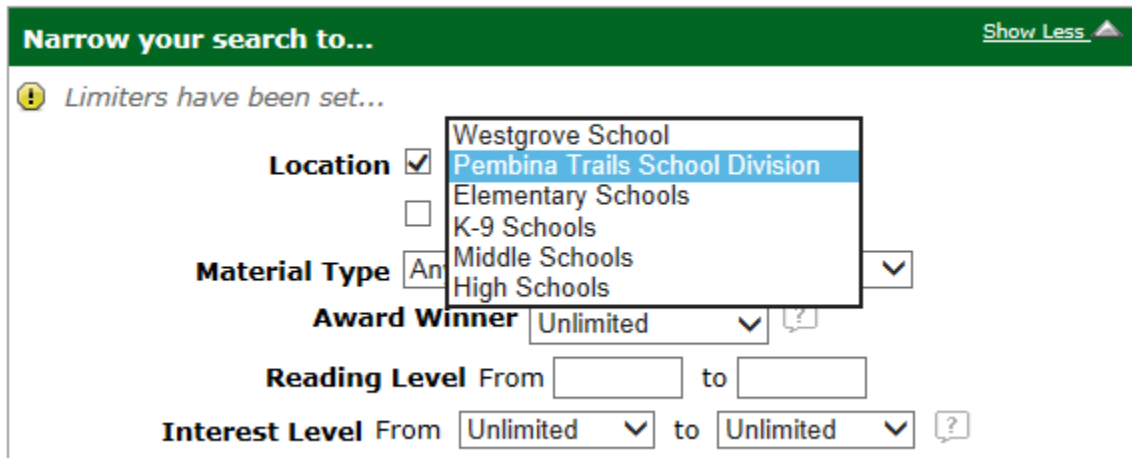 Narrow your search to... Show Less
Limiters have been set...
Westgrove School
Location Pembina Trails School Division
Elementary Schools
K-9 Schools
Middle Schools
Material Type
High Schools
Award Winner Unlimited ?
Reading Level From to
Interest Level From Unlimited to Unlimited ?